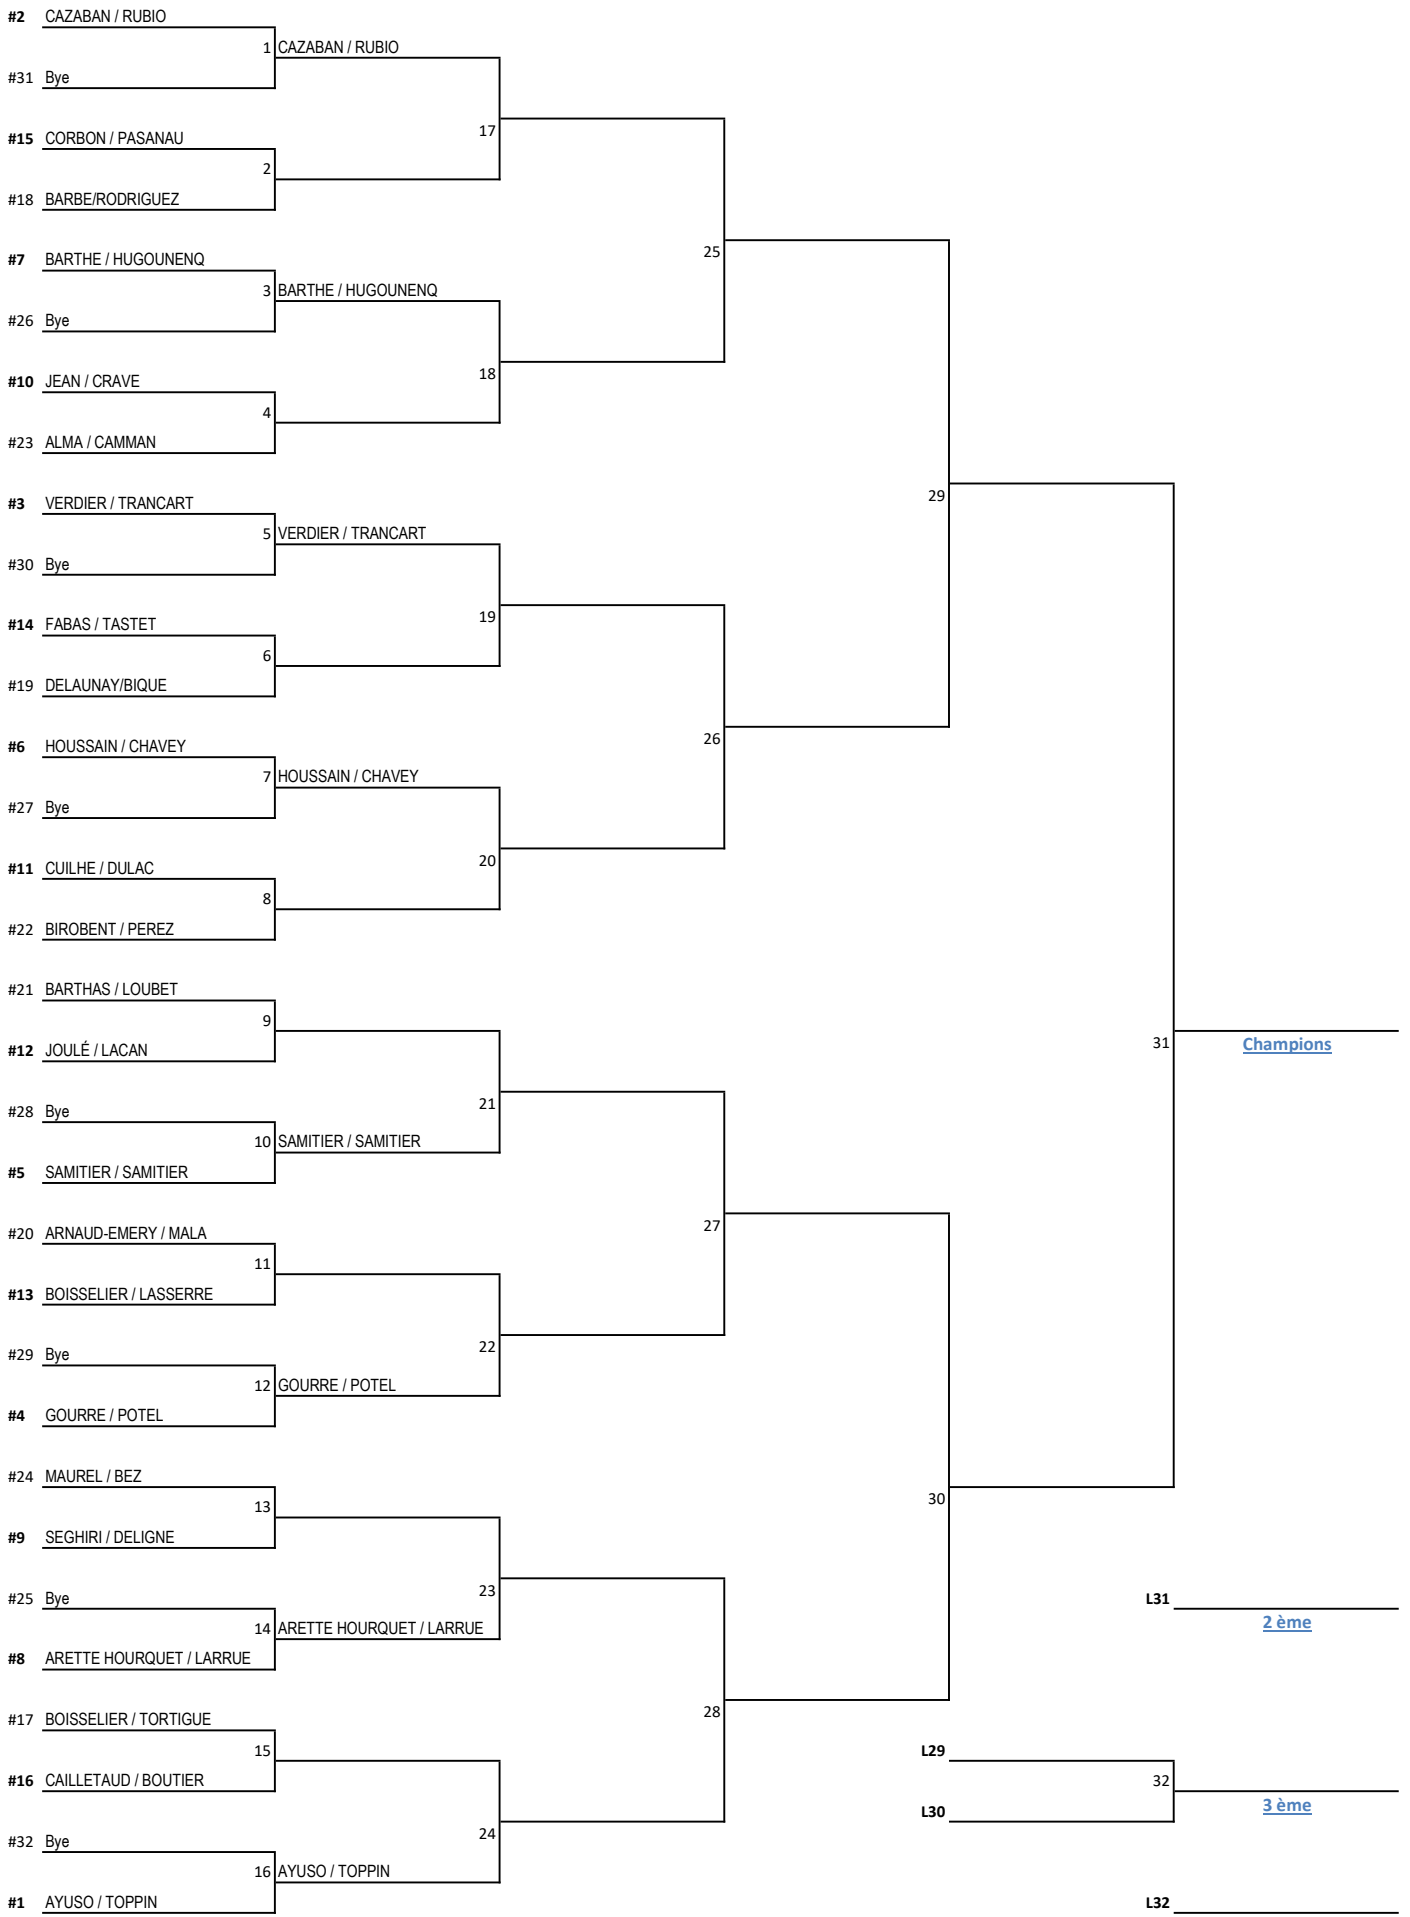 #2 CAZABAN / RUBIO
1 CAZABAN / RUBIO
#31 Bye
17
#15 CORBON / PASANAU
2
#18 BARBE/RODRIGUEZ
25
#7 BARTHE / HUGOUNENQ
3 BARTHE / HUGOUNENQ
#26 Bye
18
#10 JEAN / CRAVE
4
#23 ALMA / CAMMAN
29
#3 VERDIER / TRANCART
5 VERDIER / TRANCART
#30 Bye
19
#14 FABAS / TASTET
6
#19 DELAUNAY/BIQUE
26
#6 HOUSSAIN / CHAVEY
7 HOUSSAIN / CHAVEY
#27 Bye
20
#11 CUILHE / DULAC
8
#22 BIROBENT / PEREZ
#21 BARTHAS / LOUBET
9
31
Champions
#12 JOULÉ / LACAN
21
#28 Bye
10 SAMITIER / SAMITIER
#5 SAMITIER / SAMITIER
27
#20 ARNAUD-EMERY / MALA
11
#13 BOISSELIER / LASSERRE
22
#29 Bye
12 GOURRE / POTEL
#4 GOURRE / POTEL
#24 MAUREL / BEZ
30
13
#9 SEGHIRI / DELIGNE
23
#25 Bye
L31
2 ème
14 ARETTE HOURQUET / LARRUE
#8 ARETTE HOURQUET / LARRUE
28
#17 BOISSELIER / TORTIGUE
15
L29
#16 CAILLETAUD / BOUTIER
32
3 ème
L30
24
#32 Bye
16 AYUSO / TOPPIN
#1 AYUSO / TOPPIN
L32